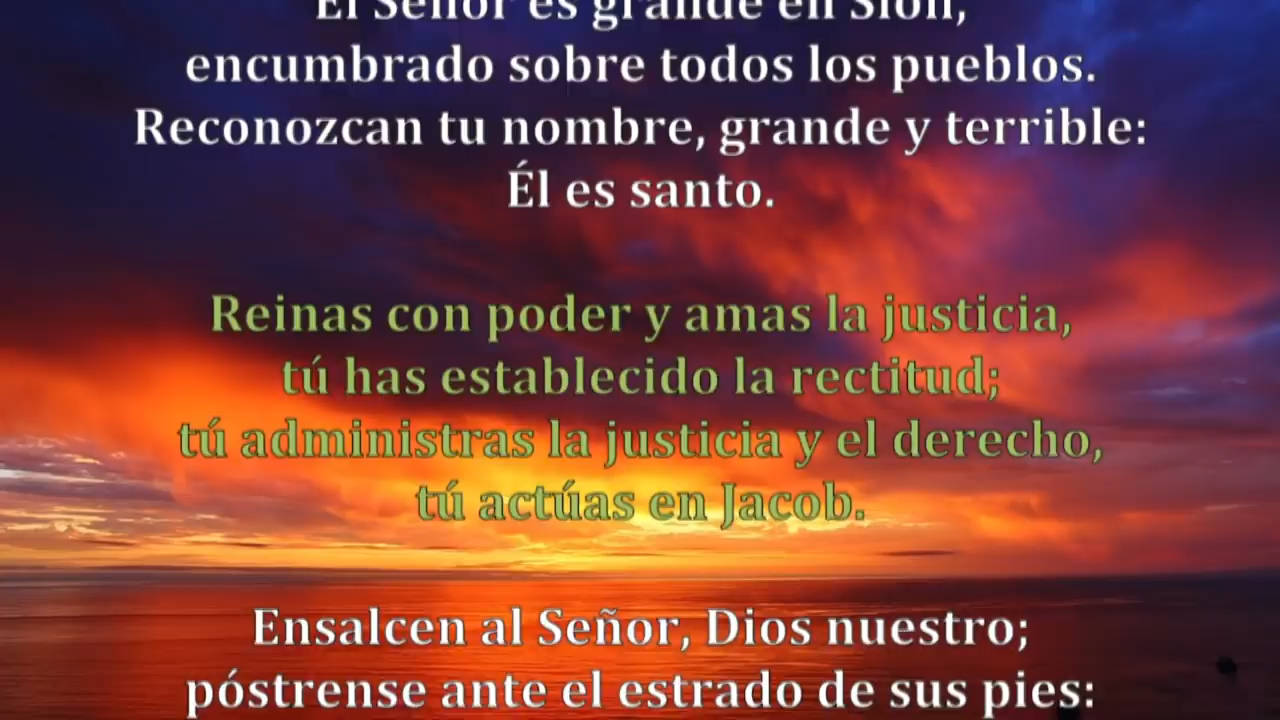 El Señor es grande en Sión,
encumbrado sobre todos los pueblos.
Reconozcan tu nombre, grande y terrible:
Él es santo.
Reinas con poder y amas la justicia,
tú has establecido la rectitud;
tú administras la justicia y el derecho,
tú actúas en Jacob.
Ensalcen al Señor, Dios nuestro;
póstrense ante el estrado de sus pies: